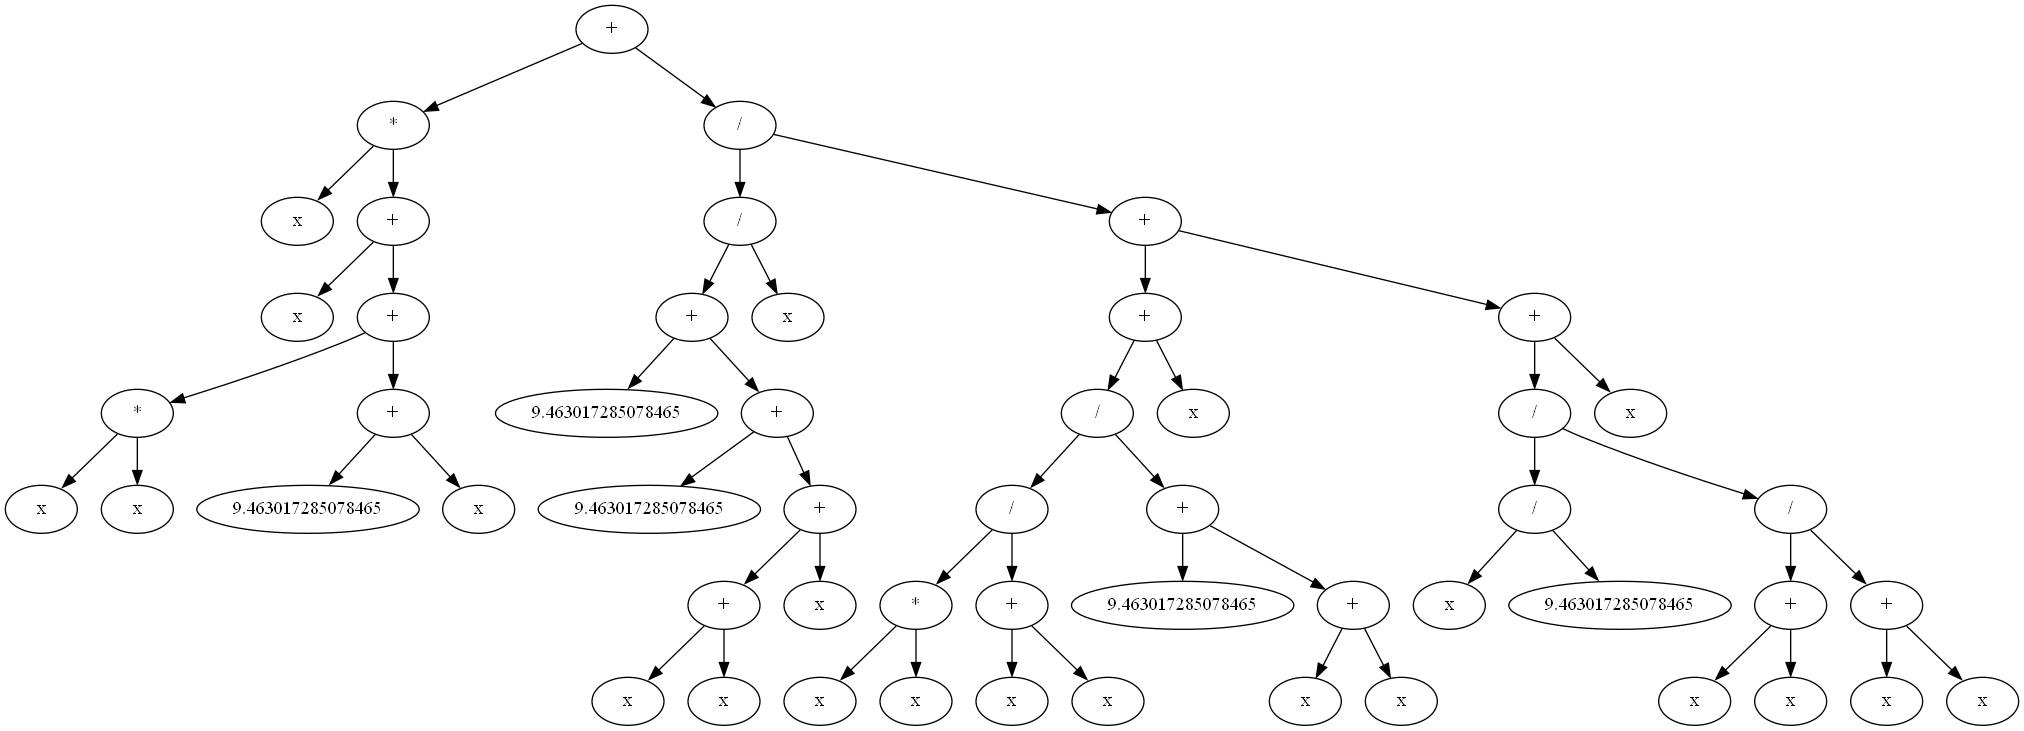 +
* /
x + / +
x + + x + +
* + 9.463017285078465 + / x / x
x x 9.463017285078465 x 9.463017285078465 + / + / /
+ x * + 9.463017285078465 + x 9.463017285078465 + +
x x x x x x x x x x x x